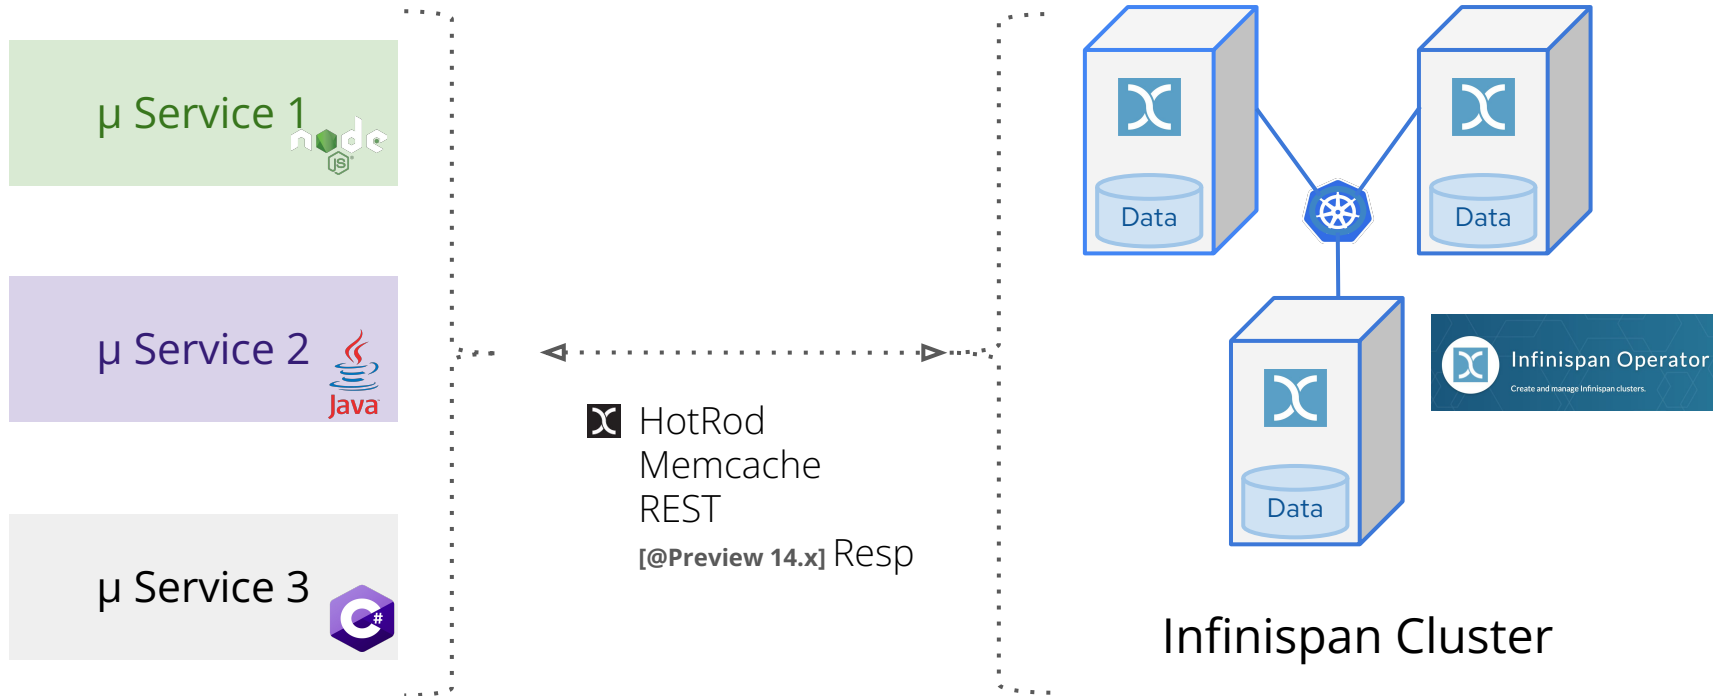 µ Service 1
node
JS
µ Service 2
Java
µ Service 3
C#
HotRod
Memcache
REST
[@Preview 14.x] Resp
Data
Data
Data
Infinispan Operator
Create and manage Infinispan clusters.
Infinispan Cluster